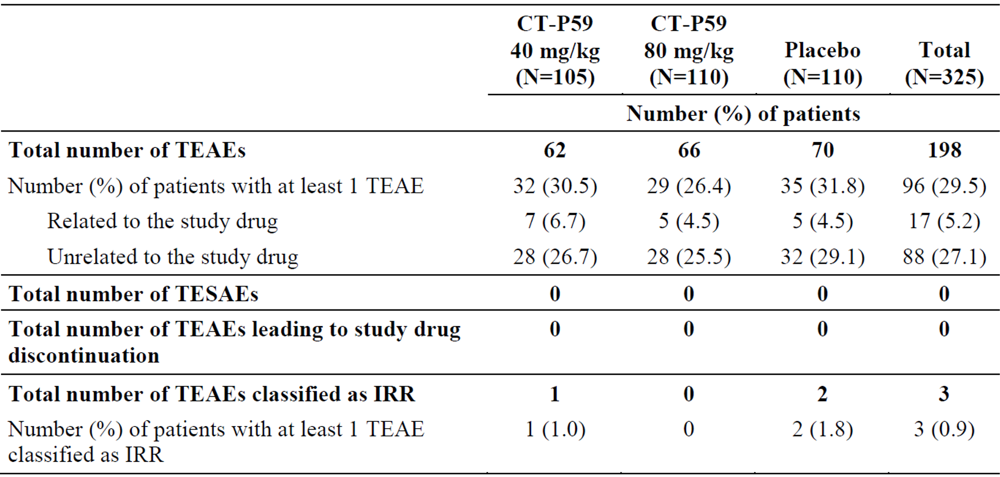 CT-P59 CT-P59
40 mg/kg 80 mg/kg Placebo Total
(N=105) (N=110) (N=110) (N=325)
Number (%) of patients
Total number of TEAEs 62 66 70 198
Number (%) of patients with at least 1 TEAE 32 (30.5) 29 (26.4) 35 (31.8) 96 (29.5)
Related to the study drug 7 (6.7) 5 (4.5) 5 (4.5) 17 (5.2)
Unrelated to the study drug 28 (26.7) 28 (25.5) 32 (29.1) 88 (27.1)
Total number of TESAEs 0 0 0 0
Total number of TEAEs leading to study drug 0 0 0 0
discontinuation
Total number of TEAEs classified as IRR 1 0 2 3
Number (%) of patients with at least 1 TEAE 1 (1.0) 0 2 (1.8) 3 (0.9)
classified as IRR